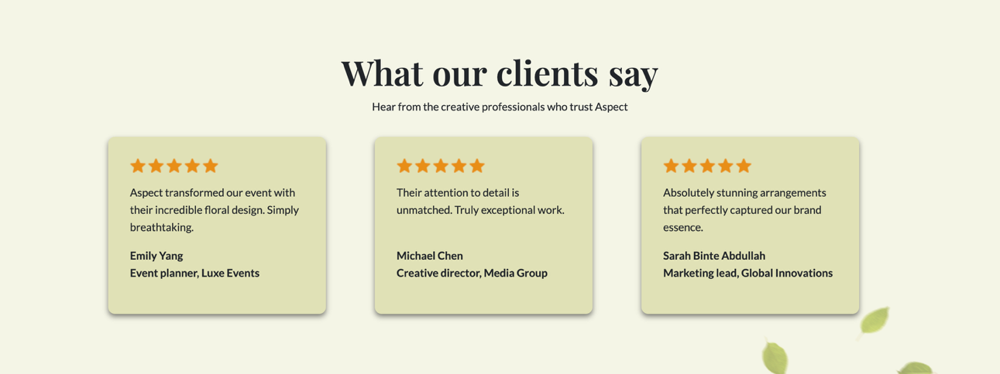 What our clients say
Hear from the creative professionals who trust Aspect
Aspect transformed our event with
their incredible floral design. Simply
breathtaking.
Emily Yang
Event planner, Luxe Events
Their attention to detail is
unmatched. Truly exceptional work.
Michael Chen
Creative director, Media Group
Absolutely stunning arrangements
that perfectly captured our brand
essence.
Sarah Binte Abdullah
Marketing lead, Global Innovations